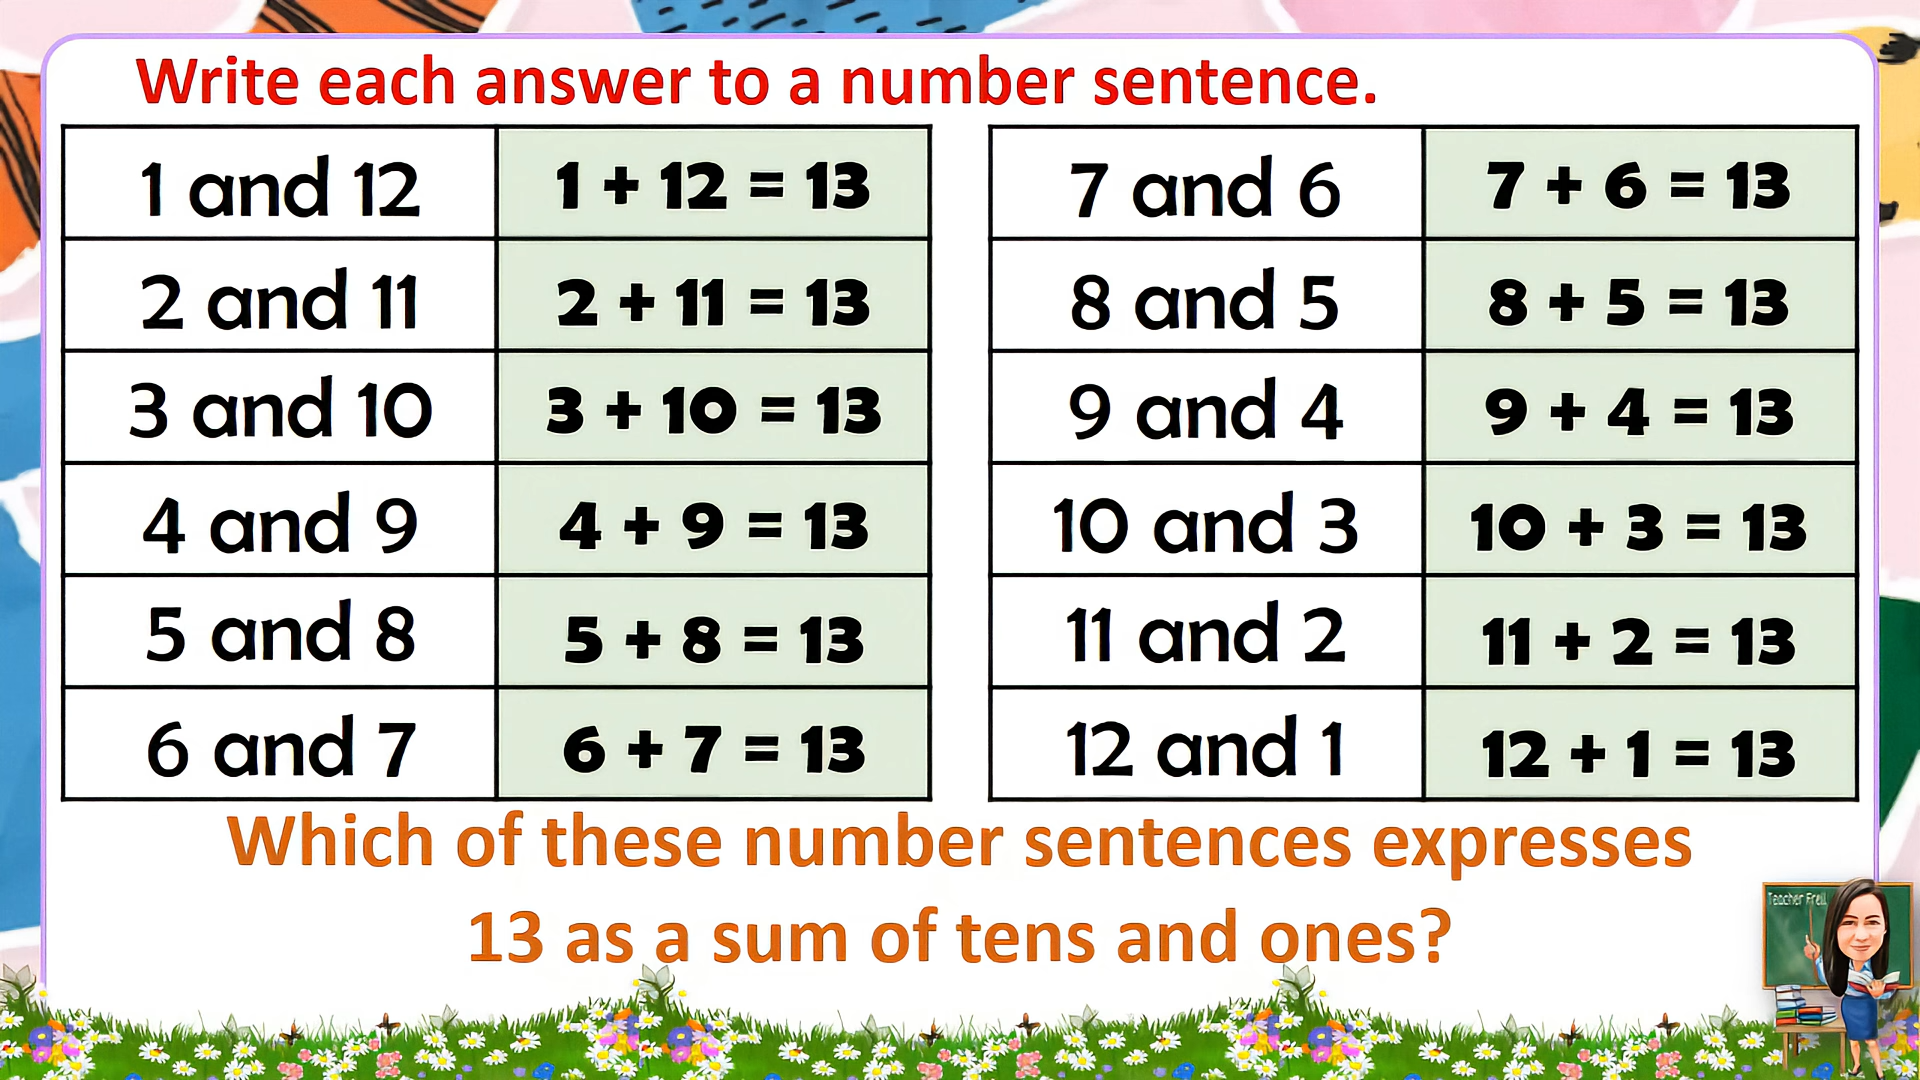 Write each answer to a number sentence.
1 and 12 1 + 12 = 13
2 and 11 2 + 11 = 13
3 and 10 3 + 10 = 13
4 and 9 4 + 9 = 13
5 and 8 5 + 8 = 13
6 and 7 6 + 7 = 13
7 and 6 7 + 6 = 13
8 and 5 8 + 5 = 13
9 and 4 9 + 4 = 13
10 and 3 10 + 3 = 13
11 and 2 11 + 2 = 13
12 and 1 12 + 1 = 13
Which of these number sentences expresses
13 as a sum of tens and ones?
Teacher Frell